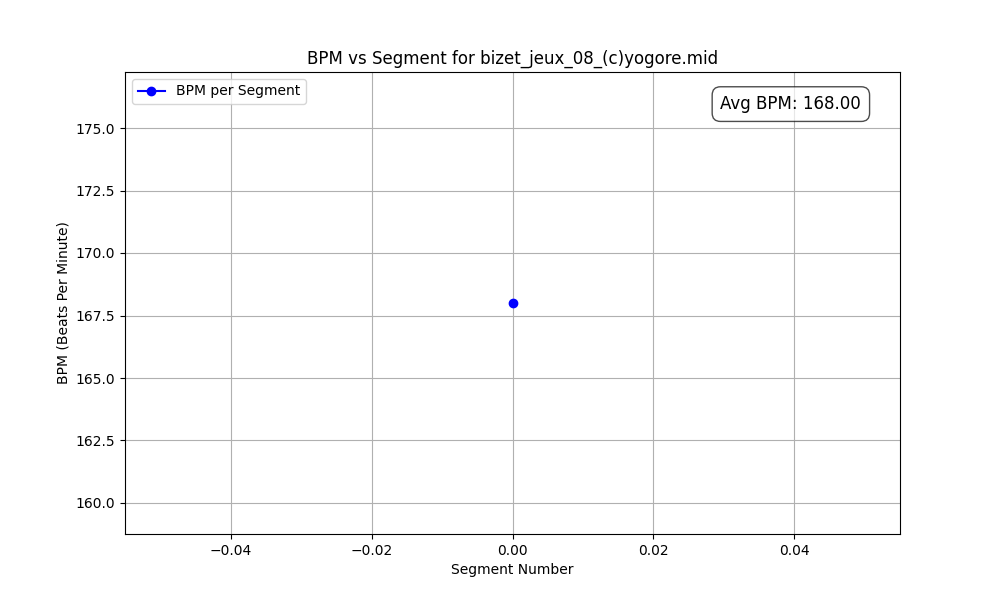 BPM vs Segment for bizet_jeux_08_(c)yogore.mid
BPM per Segment
Avg BPM: 168.00
BPM (Beats Per Minute)
175.0
172.5
170.0
167.5
165.0
162.5
160.0
−0.04
−0.02
0.00
0.02
0.04
Segment Number